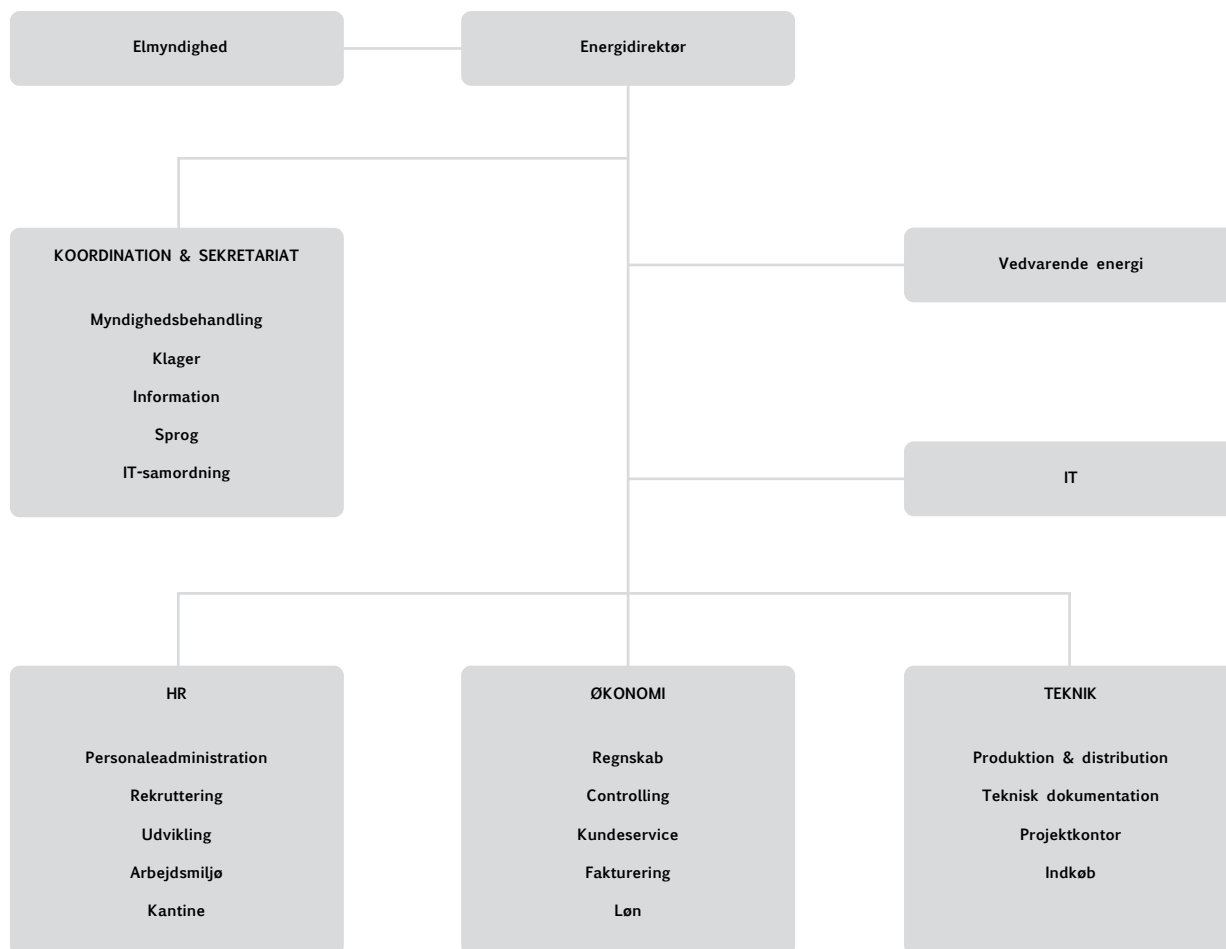 Elmyndighed
Energidirektør
KOORDINATION & SEKRETARIAT
Myndighedsbehandling
Klager
Information
Sprog
IT-samordning
Vedvarende energi
IT
HR
Personaleadministration
Rekruttering
Udvikling
Arbejdsmiljø
Kantine
ØKONOMI
Regnskab
Controlling
Kundeservice
Fakturering
Løn
TEKNIK
Produktion & distribution
Teknisk dokumentation
Projektkontor
Indkøb